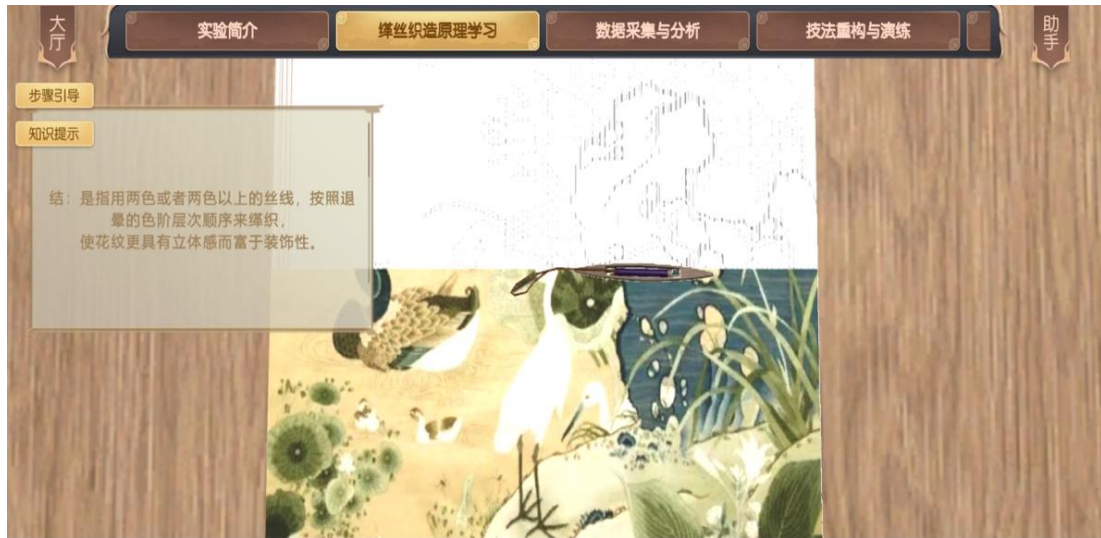 大厅
实验简介
缂丝织造原理学习
数据采集与分析
技法重构与演练
助手
步骤引导
知识提示
结：是指用两色或者两色以上的丝线，按照退
晕的色阶层次顺序来缂织，
使花纹更具有立体感而富于装饰性。